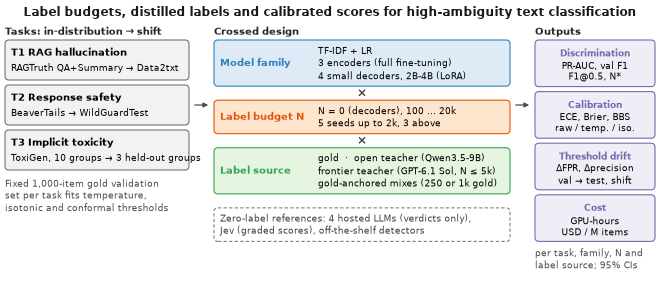 Label budgets, distilled labels and calibrated scores for high-ambiguity text classification
Tasks: in-distribution → shift
T1 RAG hallucination
RAGTruth QA+Summary → Data2txt
T2 Response safety
BeaverTails → WildGuardTest
T3 Implicit toxicity
ToxiGen, 10 groups → 3 held-out groups
Fixed 1,000-item gold validation
set per task fits temperature,
isotonic and conformal thresholds
Crossed design
Model family
TF-IDF + LR
3 encoders (full fine-tuning)
4 small decoders, 2B-4B (LoRA)
×
Label budget N
N = 0 (decoders), 100 ... 20k
5 seeds up to 2k, 3 above
×
Label source
gold · open teacher (Qwen3.5-9B)
frontier teacher (GPT-6.1 Sol, N ≤ 5k)
gold-anchored mixes (250 or 1k gold)
Zero-label references: 4 hosted LLMs (verdicts only),
Jev (graded scores), off-the-shelf detectors
Outputs
Discrimination
PR-AUC, val F1
F1@0.5, N*
Calibration
ECE, Brier, BBS
raw / temp. / iso.
Threshold drift
ΔFPR, Δprecision
val → test, shift
Cost
GPU-hours
USD / M items
per task, family, N and
label source; 95% CIs